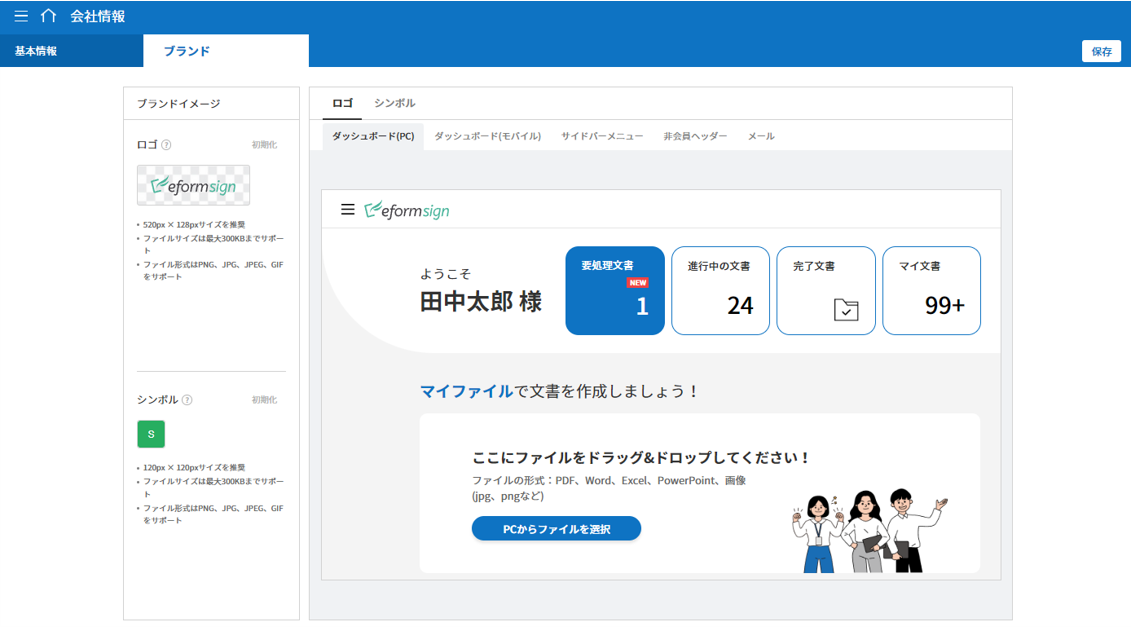 会社情報
基本情報
ブランド
保存
ブランドイメージ
ロゴ ?
初期化
eformsign
• 520px × 128pxサイズを推奨
• ファイルサイズは最大300KBまでサポー
ト
• ファイル形式はPNG、JPG、JPEG、GIF
をサポート
シンボル ?
初期化
S
• 120px × 120pxサイズを推奨
• ファイルサイズは最大300KBまでサポー
ト
• ファイル形式はPNG、JPG、JPEG、GIF
をサポート
ロゴ
シンボル
ダッシュボード(PC)
ダッシュボード(モバイル)
サイドバーメニュー
非会員ヘッダー
メール
eformsign
ようこそ
田中太郎 様
要処理文書
NEW
1
進行中の文書
24
完了文書
マイ文書
99+
マイファイルで文書を作成しましょう！
ここにファイルをドラッグ&ドロップしてください！
ファイルの形式：PDF、Word、Excel、PowerPoint、画像
(jpg、pngなど)
PCからファイルを選択